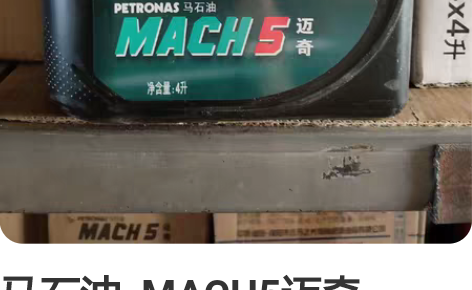 PETRONAS 马石油
MACH 5 迈奇
净含量:4升
×4升
MACH 5
马石油 MACH5迈奇